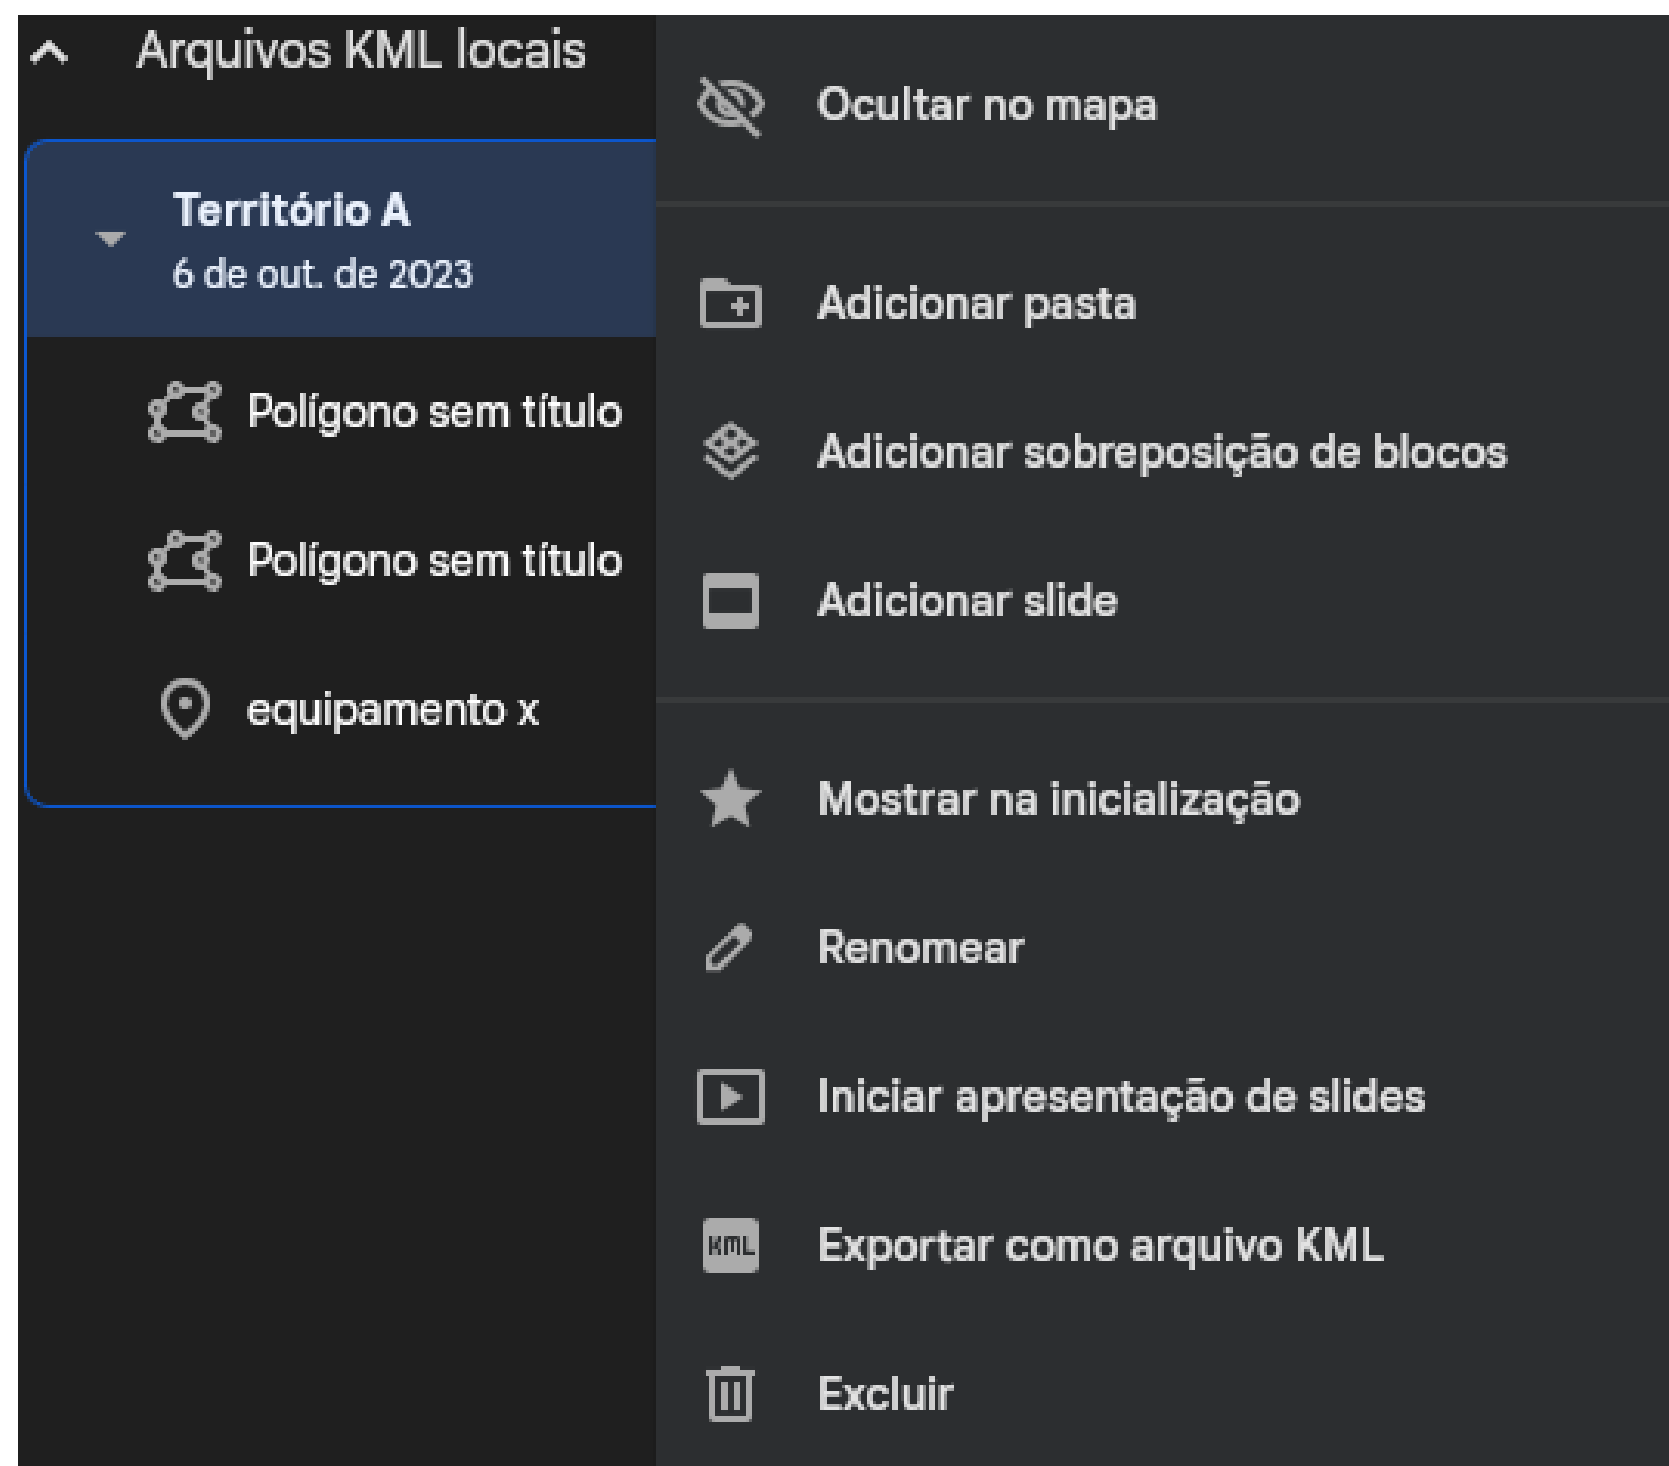 Arquivos KML locais
Território A
6 de out. de 2023
Polígono sem título
Polígono sem título
equipamento x
Ocultar no mapa
Adicionar pasta
Adicionar sobreposição de blocos
Adicionar slide
Mostrar na inicialização
Renomear
Iniciar apresentação de slides
KML Exportar como arquivo KML
Excluir